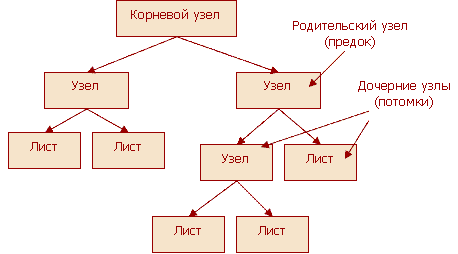 Корневой узел
Родительский узел
(предок)
Узел
Узел
Дочерние узлы
(потомки)
Лист
Лист
Узел
Лист
Лист
Лист